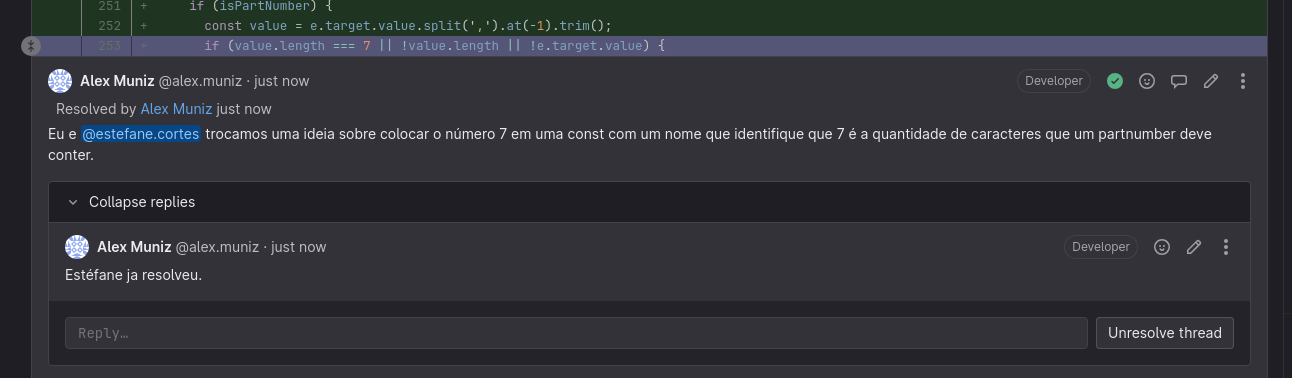 251 + if (isPartNumber) {
252 + const value = e.target.value.split(',').at(-1).trim();
253 + if (value.length === 7 || !value.length || !e.target.value) {
Alex Muniz @alex.muniz · just now Developer
Resolved by Alex Muniz just now
Eu e @estefane.cortes trocamos uma ideia sobre colocar o número 7 em uma const com um nome que identifique que 7 é a quantidade de caracteres que um partnumber deve
conter.
Collapse replies
Alex Muniz @alex.muniz · just now Developer
Estéfane ja resolveu.
Reply… Unresolve thread